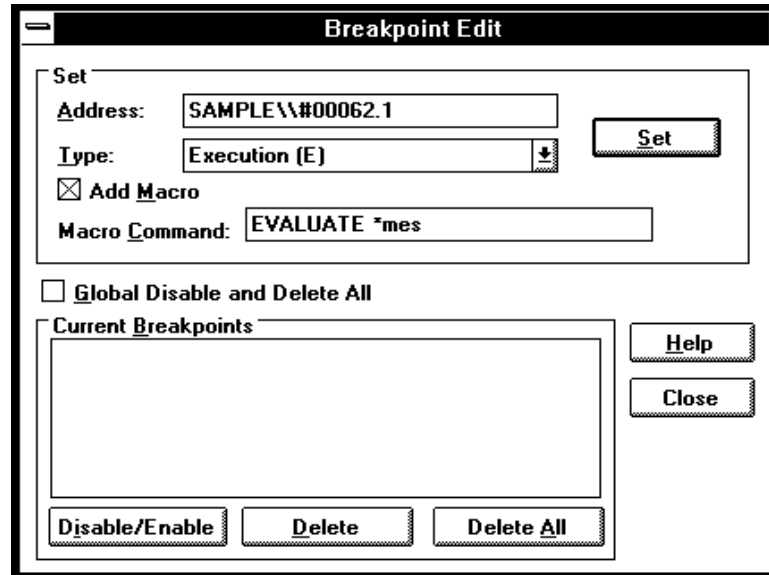 Breakpoint Edit
Set
Address: SAMPLE\\#00062.1
Set
Type: Execution (E)
Add Macro
Macro Command: EVALUATE *mes
Global Disable and Delete All
Current Breakpoints
Help
Close
Disable/Enable Delete Delete All